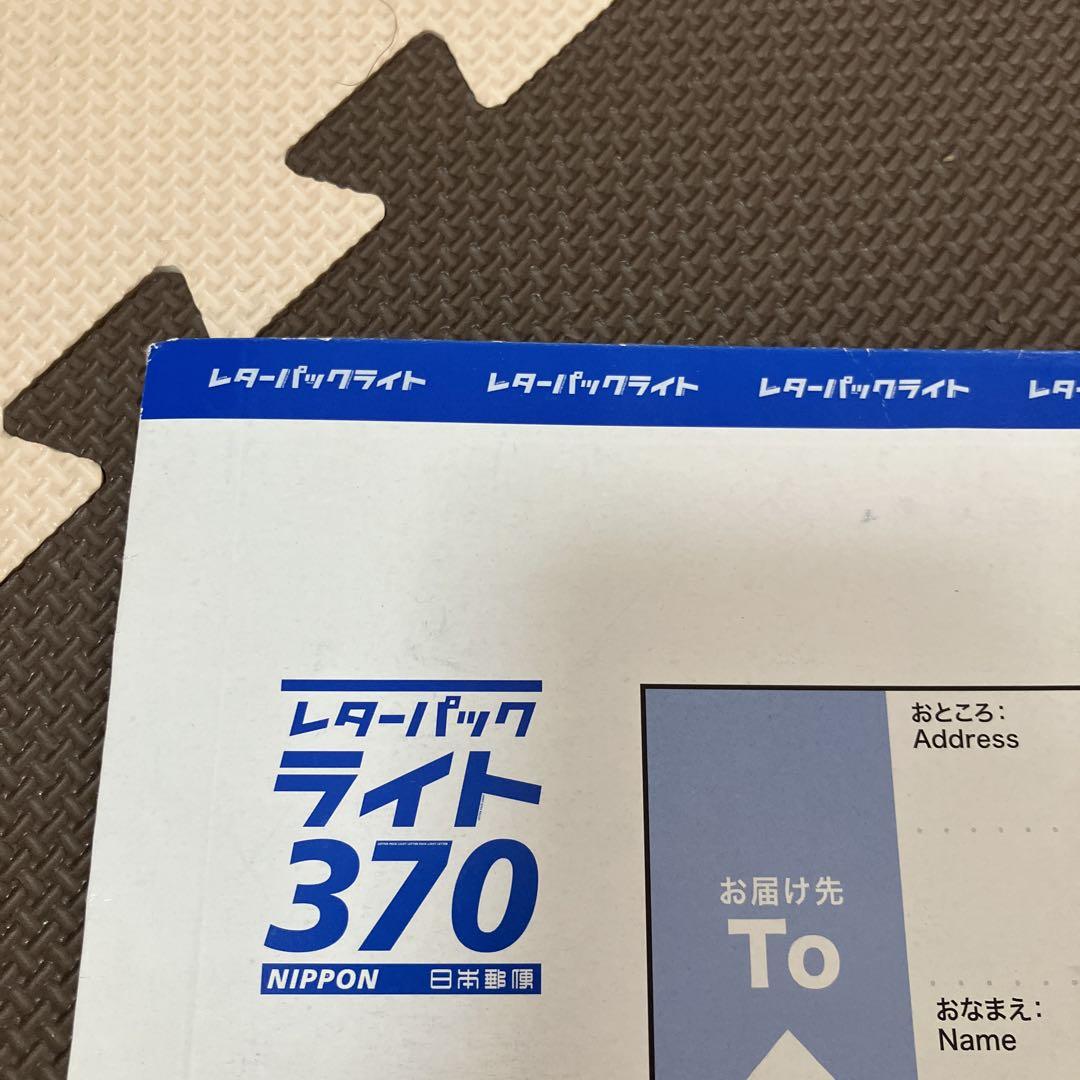 レターパックライト レターパックライト レターパックライト レタ
レターパック
ライト
370
NIPPON 日本郵便
お届け先
To
おところ:
Address
おなまえ:
Name